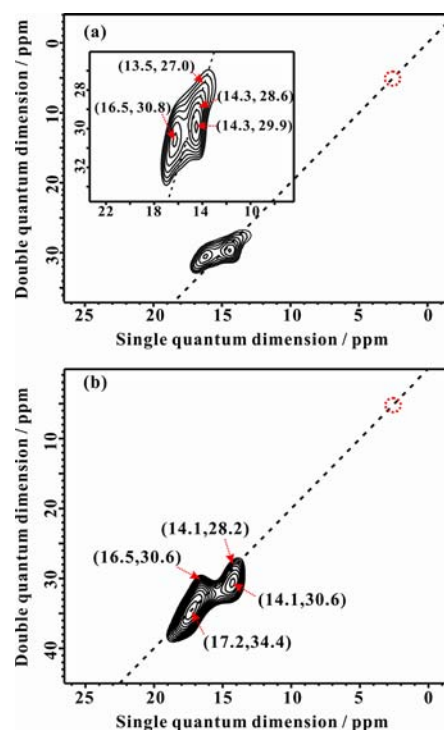 (a)
(13.5, 27.0)
(16.5, 30.8)
(14.3, 28.6)
(14.3, 29.9)
28
30
32
22 18 14 10
0
10
20
30
Double quantum dimension / ppm
25 20 15 10 5 0
Single quantum dimension / ppm
(b)
(14.1,28.2)
(16.5,30.6)
(14.1,30.6)
(17.2,34.4)
10
20
30
40
Double quantum dimension / ppm
25 20 15 10 5 0
Single quantum dimension / ppm